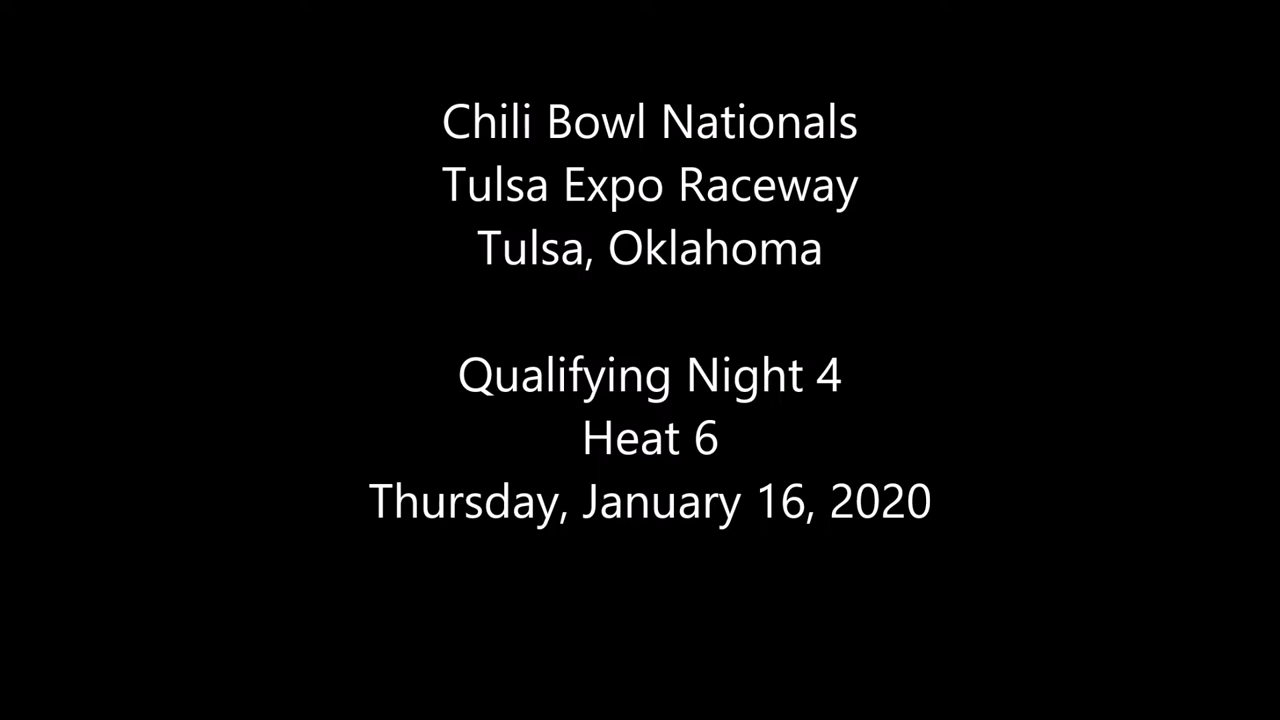 Chili Bowl Nationals
Tulsa Expo Raceway
Tulsa, Oklahoma
Qualifying Night 4
Heat 6
Thursday, January 16, 2020